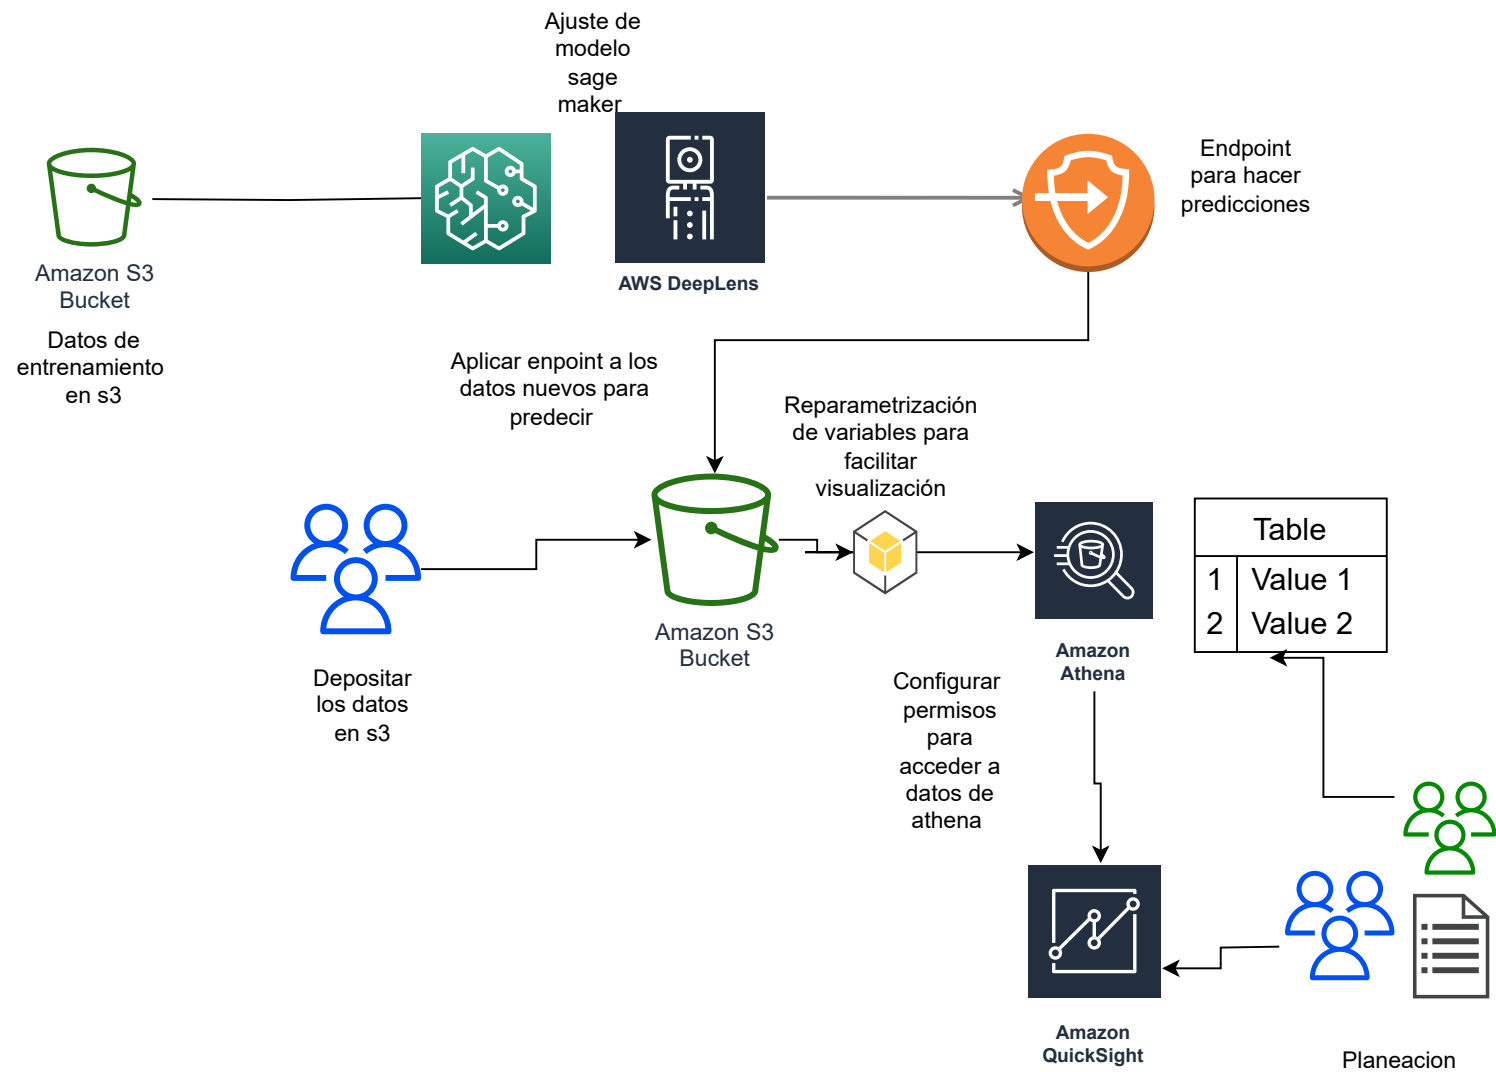 Ajuste de
modelo
sage
maker
Amazon S3
Bucket
Datos de
entrenamiento
en s3
AWS DeepLens
Endpoint
para hacer
predicciones
Aplicar enpoint a los
datos nuevos para
predecir
Reparametrización
de variables para
facilitar
visualización
Depositar
los datos
en s3
Amazon S3
Bucket
Amazon
Athena
Table
1 Value 1
2 Value 2
Configurar
permisos
para
acceder a
datos de
athena
Amazon
QuickSight
Planeacion